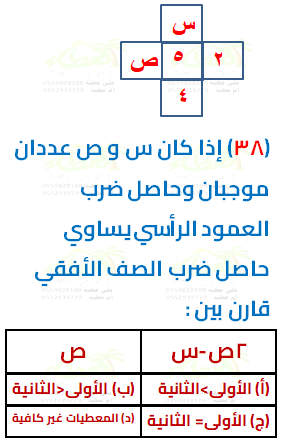 س
٢ ٥ ص
٤
(٣٨) إذا كان س و ص عددان
موجبان وحاصل ضرب
العمود الرأسي يساوي
حاصل ضرب الصف الأفقي
قارن بين :
٢ص-س ص
(أ) الأولى>الثانية (ب) الأولى<الثانية
(ج) الأولى= الثانية (د) المعطيات غير كافية